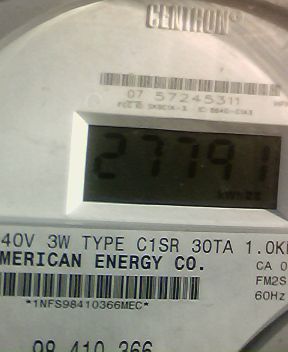 CENTRON®
07 57245311
27791
40V 3W TYPE C1SR 30TA 1.0K
MERICAN ENERGY CO.
CA 0
FM2S
60Hz
*1NFS98410366MEC*
98 410 366